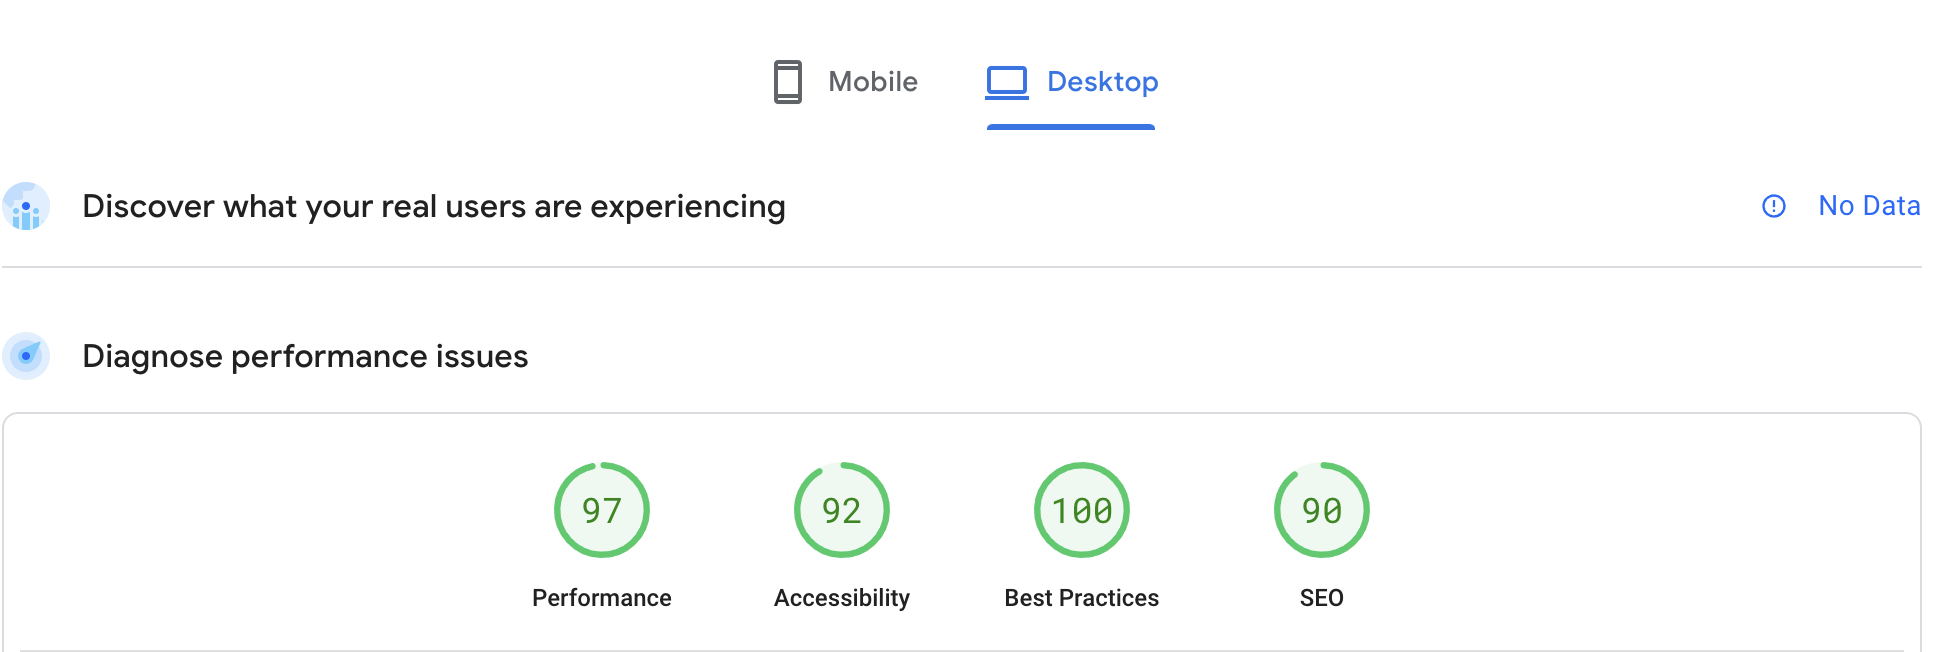 Mobile
Desktop
Discover what your real users are experiencing
No Data
Diagnose performance issues
97
92
100
90
Performance
Accessibility
Best Practices
SEO